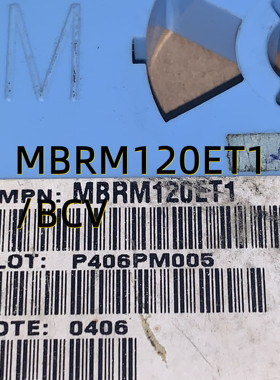 M
MBRM120ET1
/BCV
MPN: MBRM120ET1
LOT: P406PM005
DTE: 0406